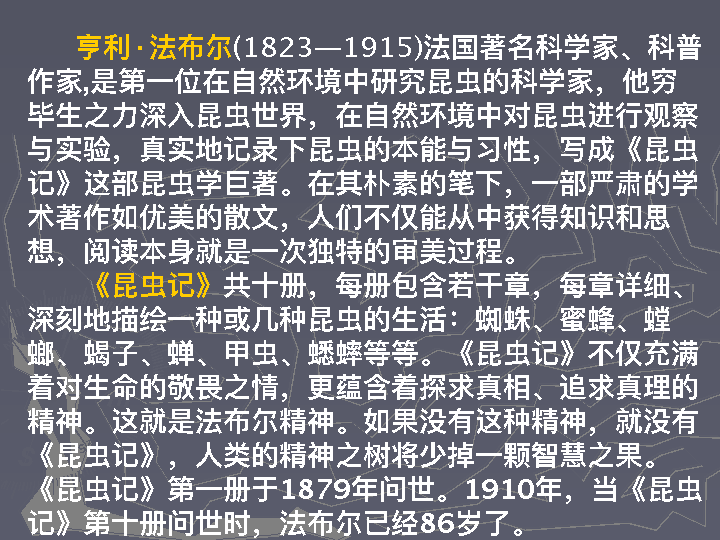 亨利·法布尔(1823—1915)法国著名科学家、科普
作家,是第一位在自然环境中研究昆虫的科学家，他穷
毕生之力深入昆虫世界，在自然环境中对昆虫进行观察
与实验，真实地记录下昆虫的本能与习性，写成《昆虫
记》这部昆虫学巨著。在其朴素的笔下，一部严肃的学
术著作如优美的散文，人们不仅能从中获得知识和思
想，阅读本身就是一次独特的审美过程。
《昆虫记》共十册，每册包含若干章，每章详细、
深刻地描绘一种或几种昆虫的生活：蜘蛛、蜜蜂、螳
螂、蝎子、蝉、甲虫、蟋蟀等等。《昆虫记》不仅充满
着对生命的敬畏之情，更蕴含着探求真相、追求真理的
精神。这就是法布尔精神。如果没有这种精神，就没有
《昆虫记》，人类的精神之树将少掉一颗智慧之果。
《昆虫记》第一册于1879年问世。1910年，当《昆虫
记》第十册问世时，法布尔已经86岁了。